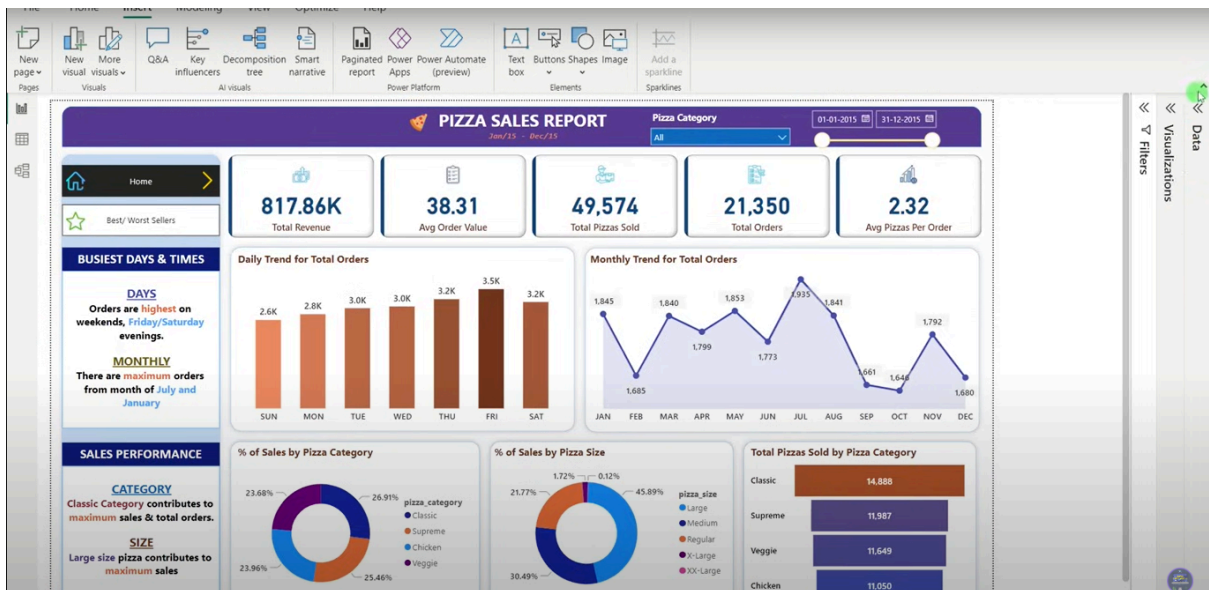 File Home Insert Modeling View Optimize Help
New page
New visual
More visuals
Q&A
Key influencers
Decomposition tree
Smart narrative
Paginated report
Power Apps
Power Automate (preview)
Text box
Buttons
Shapes
Image
Add a sparkline
Pages
Visuals
AI visuals
Power Platform
Elements
Sparklines
PIZZA SALES REPORT
Jan/15 - Dec/15
Pizza Category
All
01-01-2015
31-12-2015
Filters
Visualizations
Data
Home
Best/ Worst Sellers
817.86K
Total Revenue
38.31
Avg Order Value
49,574
Total Pizzas Sold
21,350
Total Orders
2.32
Avg Pizzas Per Order
BUSIEST DAYS & TIMES
DAYS
Orders are highest on
weekends, Friday/Saturday
evenings.
MONTHLY
There are maximum orders
from month of July and
January
Daily Trend for Total Orders
2.6K
2.8K
3.0K
3.0K
3.2K
3.5K
3.2K
SUN MON TUE WED THU FRI SAT
Monthly Trend for Total Orders
1,845
1,685
1,840
1,799
1,853
1,773
1,935
1,841
1,661
1,646
1,792
1,680
JAN FEB MAR APR MAY JUN JUL AUG SEP OCT NOV DEC
SALES PERFORMANCE
CATEGORY
Classic Category contributes to
maximum sales & total orders.
SIZE
Large size pizza contributes to
maximum sales
% of Sales by Pizza Category
23.68%
26.91%
23.96%
25.46%
pizza_category
Classic
Supreme
Chicken
Veggie
% of Sales by Pizza Size
1.72%
0.12%
21.77%
45.89%
30.49%
pizza_size
Large
Medium
Regular
X-Large
XX-Large
Total Pizzas Sold by Pizza Category
Classic 14,888
Supreme 11,987
Veggie 11,649
Chicken 11,050